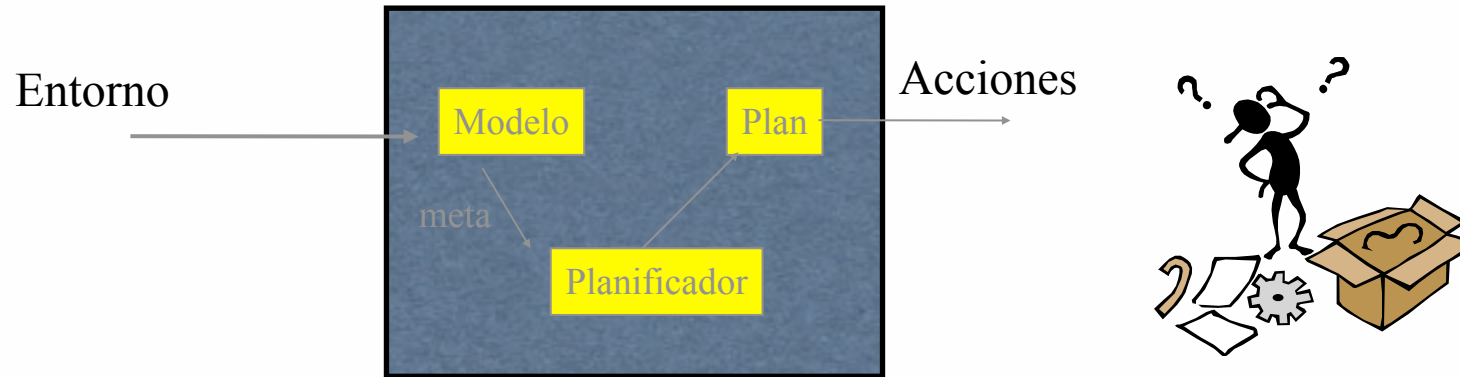 Entorno
Modelo
Plan
Acciones
meta
Planificador